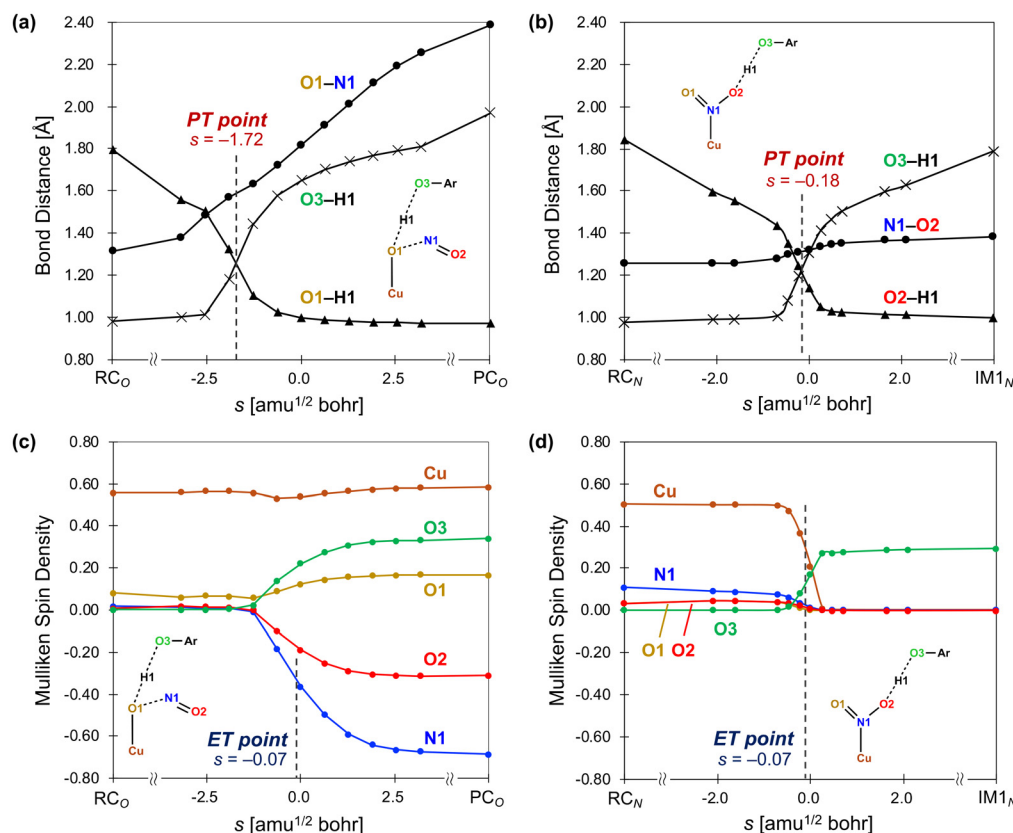 (a)
Bond Distance [Å]
2.40
2.20
2.00
1.80
1.60
1.40
1.20
1.00
0.80
O1–N1
PT point
s = –1.72
O3–H1
O3–Ar
H1
O1
N1
O2
Cu
O1–H1
RCO
-2.5
0.0
2.5
PCO
s [amu1/2 bohr]
(b)
Bond Distance [Å]
2.40
2.20
2.00
1.80
1.60
1.40
1.20
1.00
0.80
O3–Ar
H1
O1
O2
N1
Cu
PT point
s = –0.18
O3–H1
N1–O2
O2–H1
RCN
-2.0
0.0
2.0
IM1N
s [amu1/2 bohr]
(c)
Mulliken Spin Density
0.80
0.60
0.40
0.20
0.00
-0.20
-0.40
-0.60
-0.80
Cu
O3
O1
O2
N1
O3–Ar
H1
O1
N1
O2
Cu
ET point
s = –0.07
RCO
-2.5
0.0
2.5
PCO
s [amu1/2 bohr]
(d)
Mulliken Spin Density
0.80
0.60
0.40
0.20
0.00
-0.20
-0.40
-0.60
-0.80
Cu
N1
O3
O1 O2
O3–Ar
H1
O1
O2
N1
Cu
ET point
s = –0.07
RCN
-2.0
0.0
2.0
IM1N
s [amu1/2 bohr]